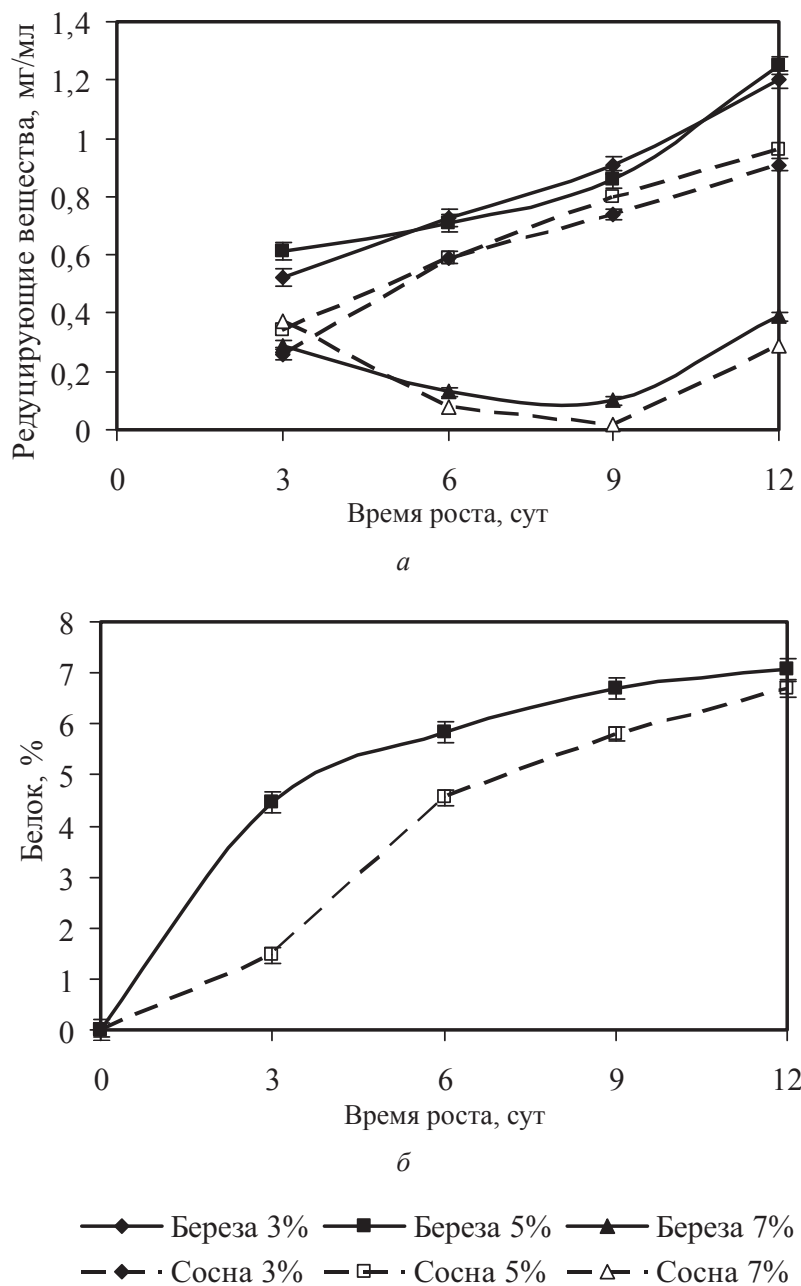 1,4
1,2
1
0,8
0,6
0,4
0,2
0
Редуцирующие вещества, мг/мл
0 3 6 9 12
Время роста, сут
а
8
7
6
5
4
3
2
1
0
Белок, %
0 3 6 9 12
Время роста, сут
б
Береза 3% Береза 5% Береза 7%
Сосна 3% Сосна 5% Сосна 7%